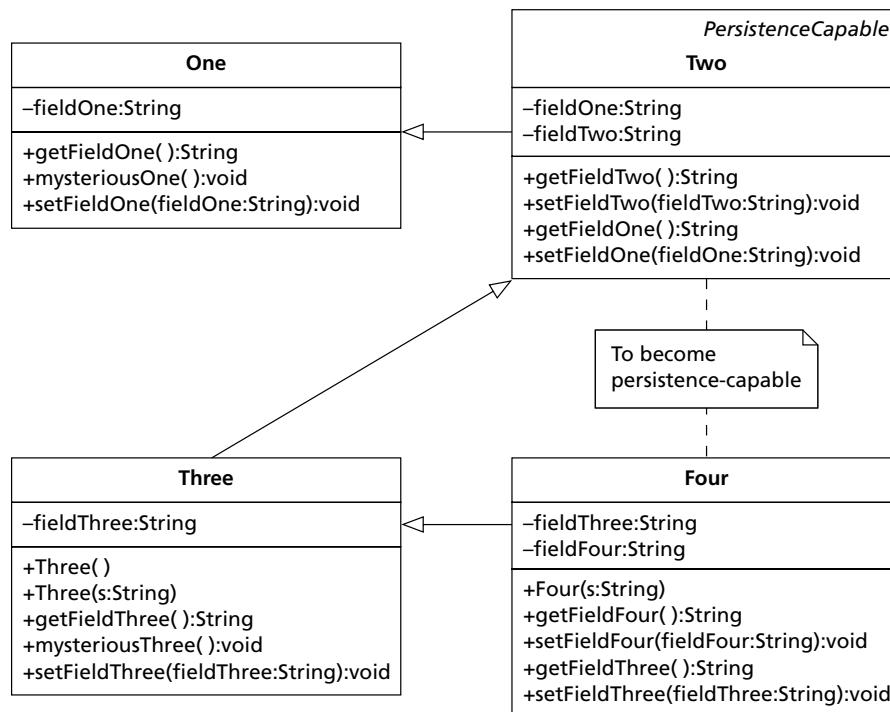 One
–fieldOne:String
+getFieldOne( ):String
+mysteriousOne( ):void
+setFieldOne(fieldOne:String):void
PersistenceCapable
Two
–fieldOne:String
–fieldTwo:String
+getFieldTwo( ):String
+setFieldTwo(fieldTwo:String):void
+getFieldOne( ):String
+setFieldOne(fieldOne:String):void
To become
persistence-capable
Three
–fieldThree:String
+Three( )
+Three(s:String)
+getFieldThree( ):String
+mysteriousThree( ):void
+setFieldThree(fieldThree:String):void
Four
–fieldThree:String
–fieldFour:String
+Four(s:String)
+getFieldFour( ):String
+setFieldFour(fieldFour:String):void
+getFieldThree( ):String
+setFieldThree(fieldThree:String):void